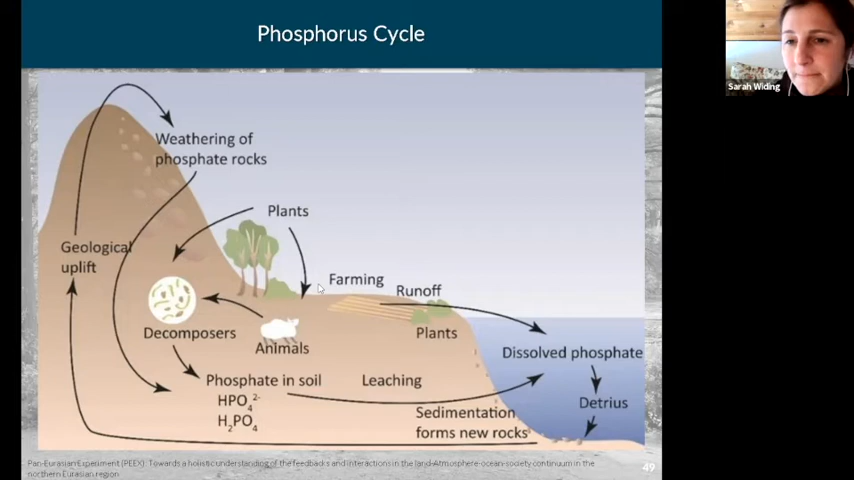 Phosphorus Cycle
Sarah Widing
Weathering of
phosphate rocks
Plants
Geological
uplift
Farming
Runoff
Decomposers
Animals
Plants
Dissolved phosphate
Phosphate in soil
HPO₄²⁻
H₂PO₄
Leaching
Detrius
Sedimentation
forms new rocks
Pan-Eurasian Experiment (PEEX): Towards a holistic understanding of the feedbacks and interactions in the land-Atmosphere-ocean-society continuum in the
northern Eurasian region
49